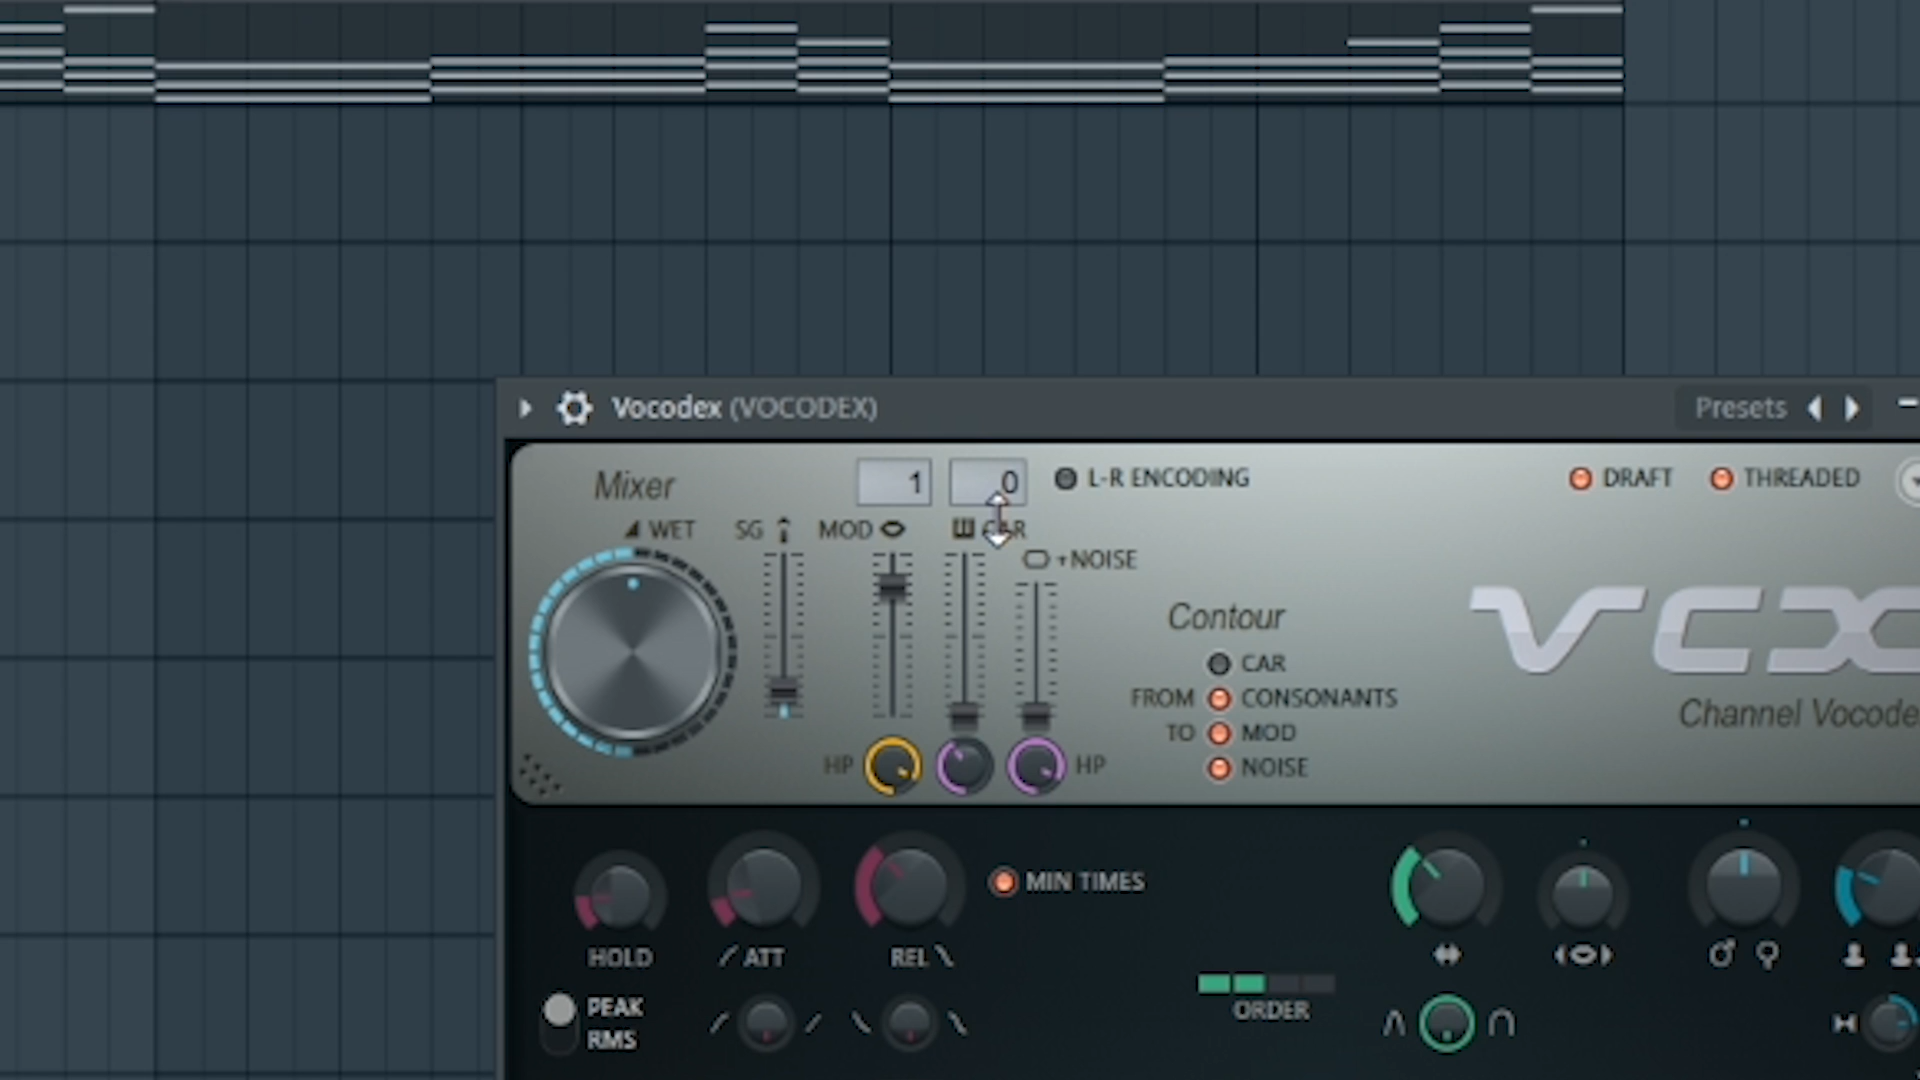 Vocodex (VOCODEX)
Presets
Mixer
1
0
L-R ENCODING
DRAFT
THREADED
WET
SG
MOD
CAR
+NOISE
Contour
CAR
FROM CONSONANTS
TO MOD
NOISE
HP
HP
VCX
Channel Vocode
HOLD
ATT
REL
MIN TIMES
PEAK
RMS
ORDER